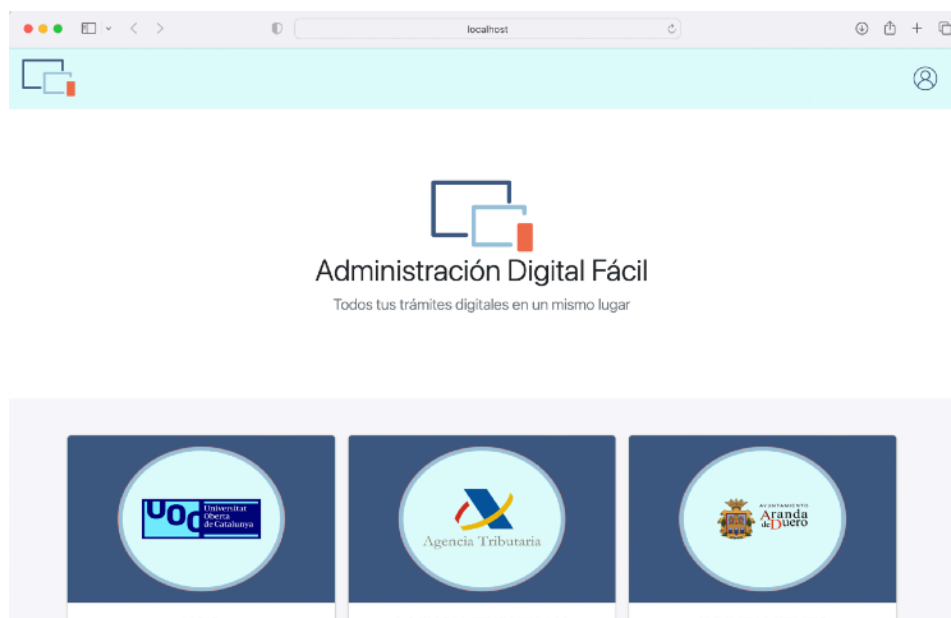 localhost
Administración Digital Fácil
Todos tus trámites digitales en un mismo lugar
UOC
Universitat
Oberta
de Catalunya
Agencia Tributaria
AYUNTAMIENTO
Aranda
de Duero